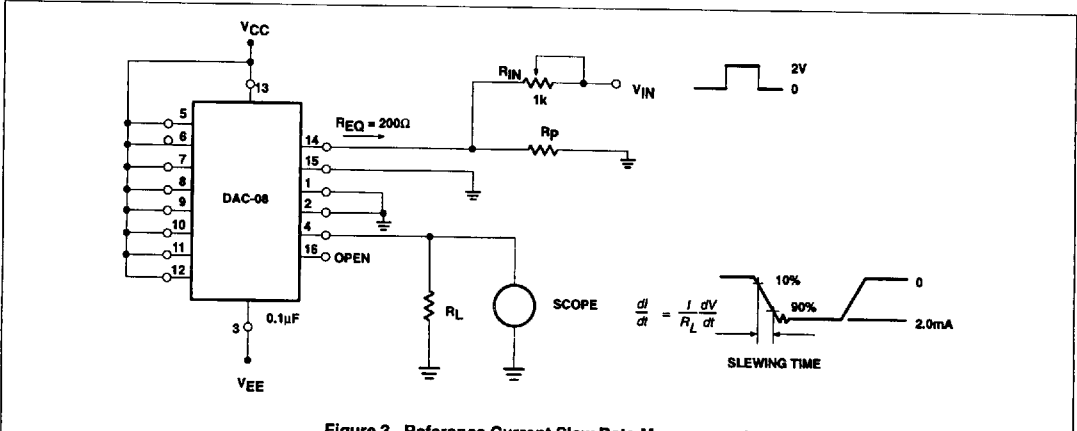 VCC
13
RIN
1k
VIN
2V
0
5
6
7
8
9
10
11
12
DAC-08
14
15
1
2
4
16
OPEN
REQ = 200Ω
RP
RL
SCOPE
3
0.1µF
VEE
di/dt = I/RL dV/dt
10%
90%
0
2.0mA
SLEWING TIME
Figure 3. Reference Current Slew Rate